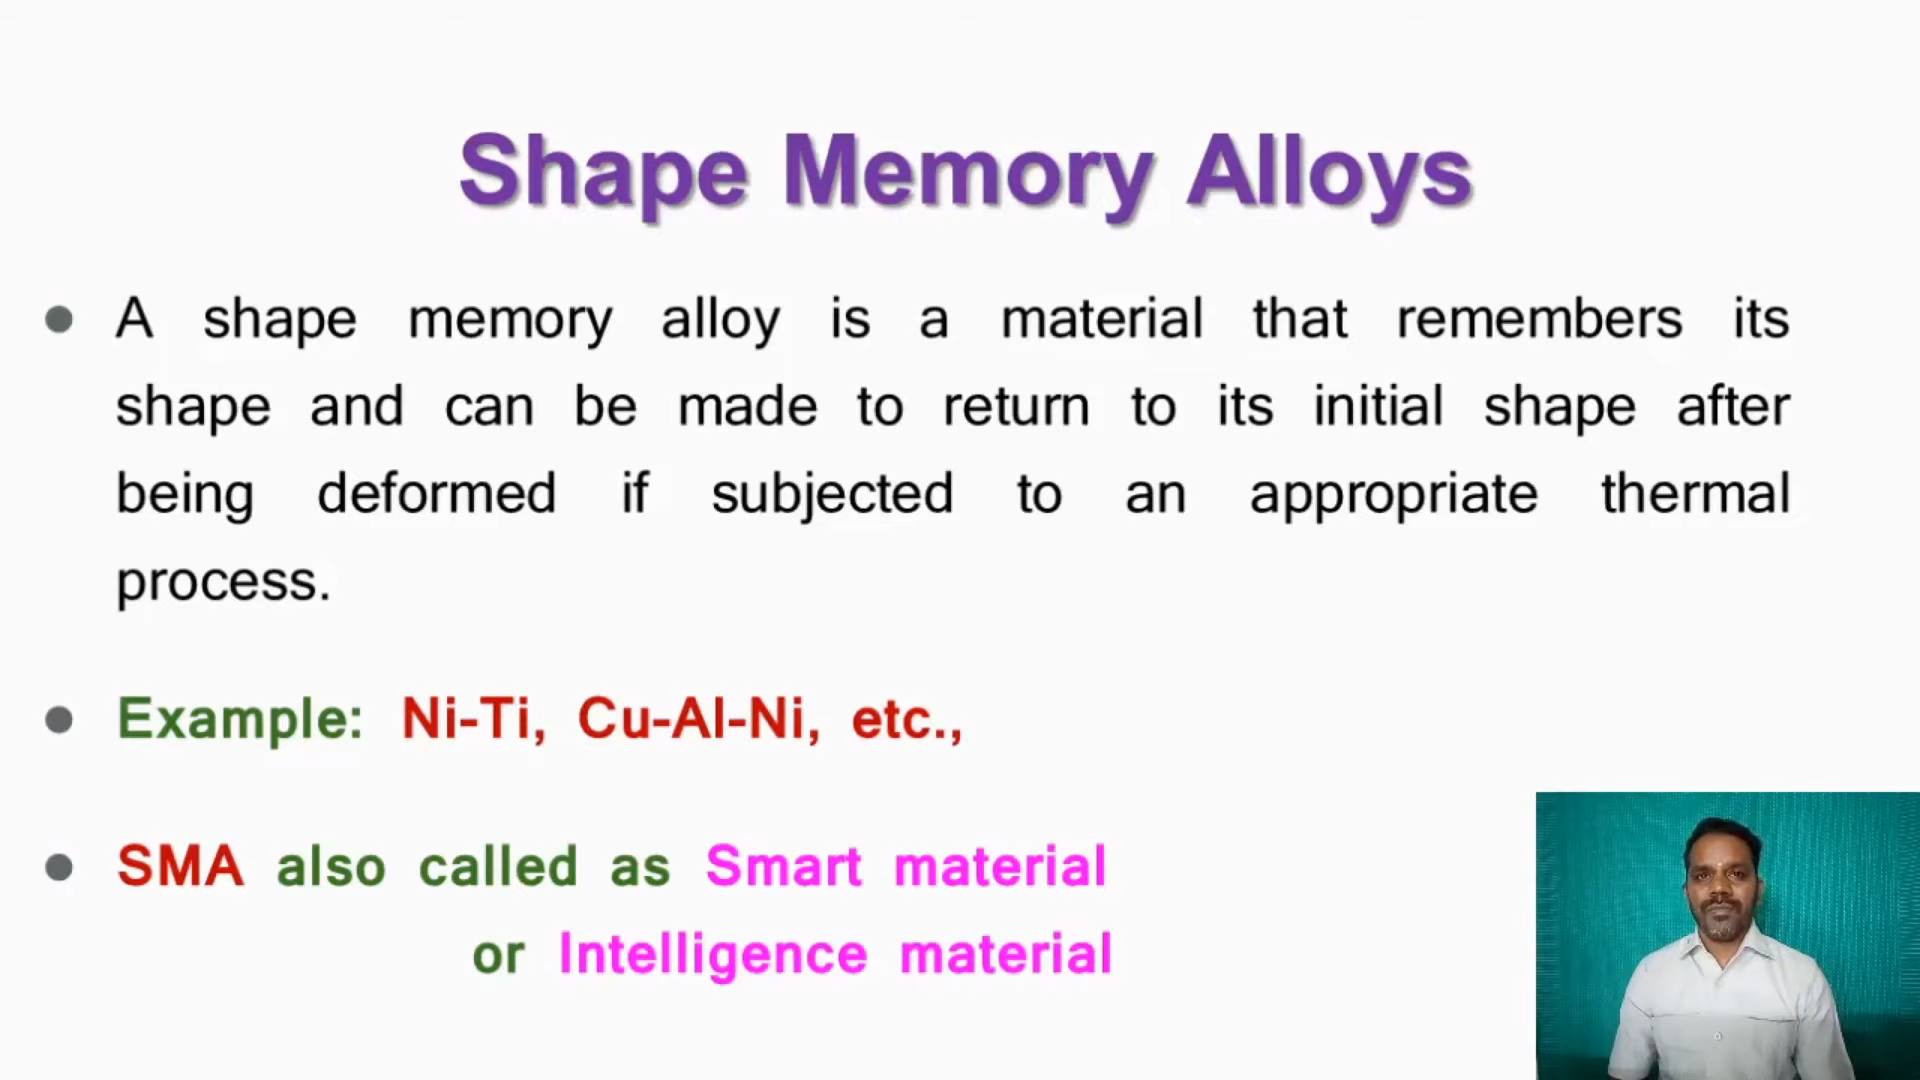 Shape Memory Alloys
A shape memory alloy is a material that remembers its
shape and can be made to return to its initial shape after
being deformed if subjected to an appropriate thermal
process.
Example: Ni-Ti, Cu-Al-Ni, etc.,
SMA also called as Smart material
or Intelligence material